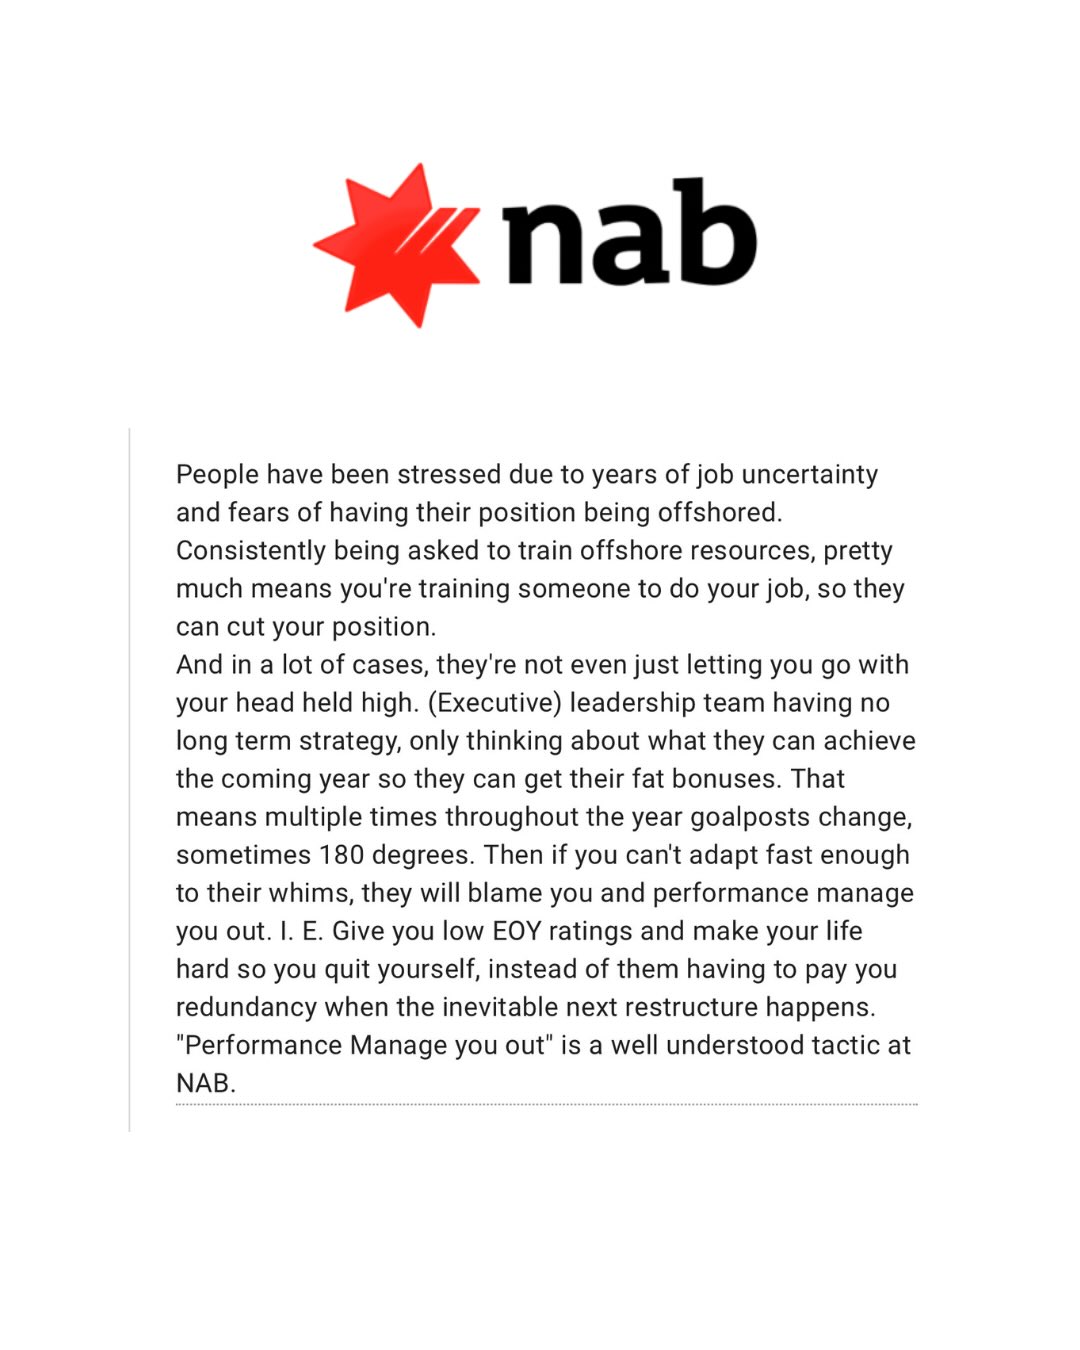 nab
People have been stressed due to years of job uncertainty
and fears of having their position being offshored.
Consistently being asked to train offshore resources, pretty
much means you're training someone to do your job, so they
can cut your position.
And in a lot of cases, they're not even just letting you go with
your head held high. (Executive) leadership team having no
long term strategy, only thinking about what they can achieve
the coming year so they can get their fat bonuses. That
means multiple times throughout the year goalposts change,
sometimes 180 degrees. Then if you can't adapt fast enough
to their whims, they will blame you and performance manage
you out. I. E. Give you low EOY ratings and make your life
hard so you quit yourself, instead of them having to pay you
redundancy when the inevitable next restructure happens.
"Performance Manage you out" is a well understood tactic at
NAB.